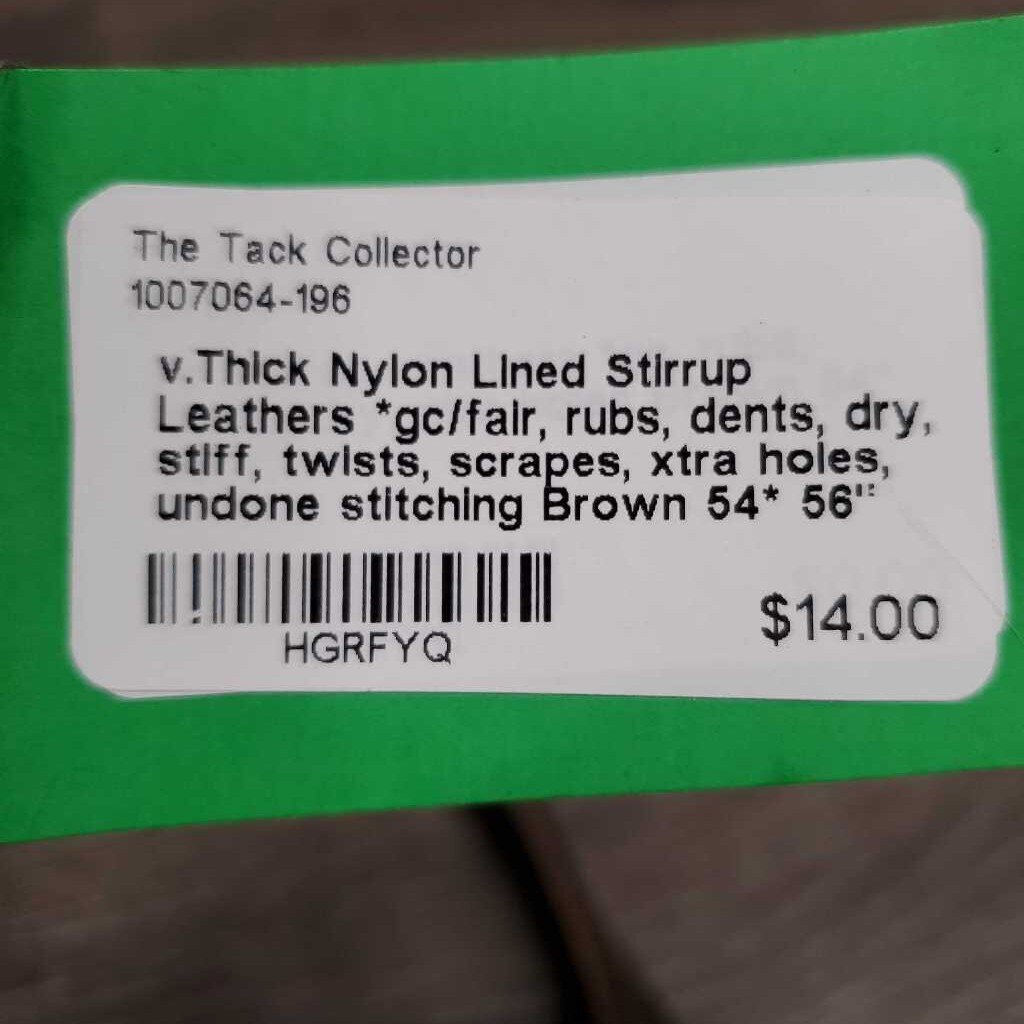 The Tack Collector
1007064-196
v.Thick Nylon Lined Stirrup
Leathers *gc/fair, rubs, dents, dry,
stiff, twists, scrapes, xtra holes,
undone stitching Brown 54* 56"
HGRFYQ
$14.00